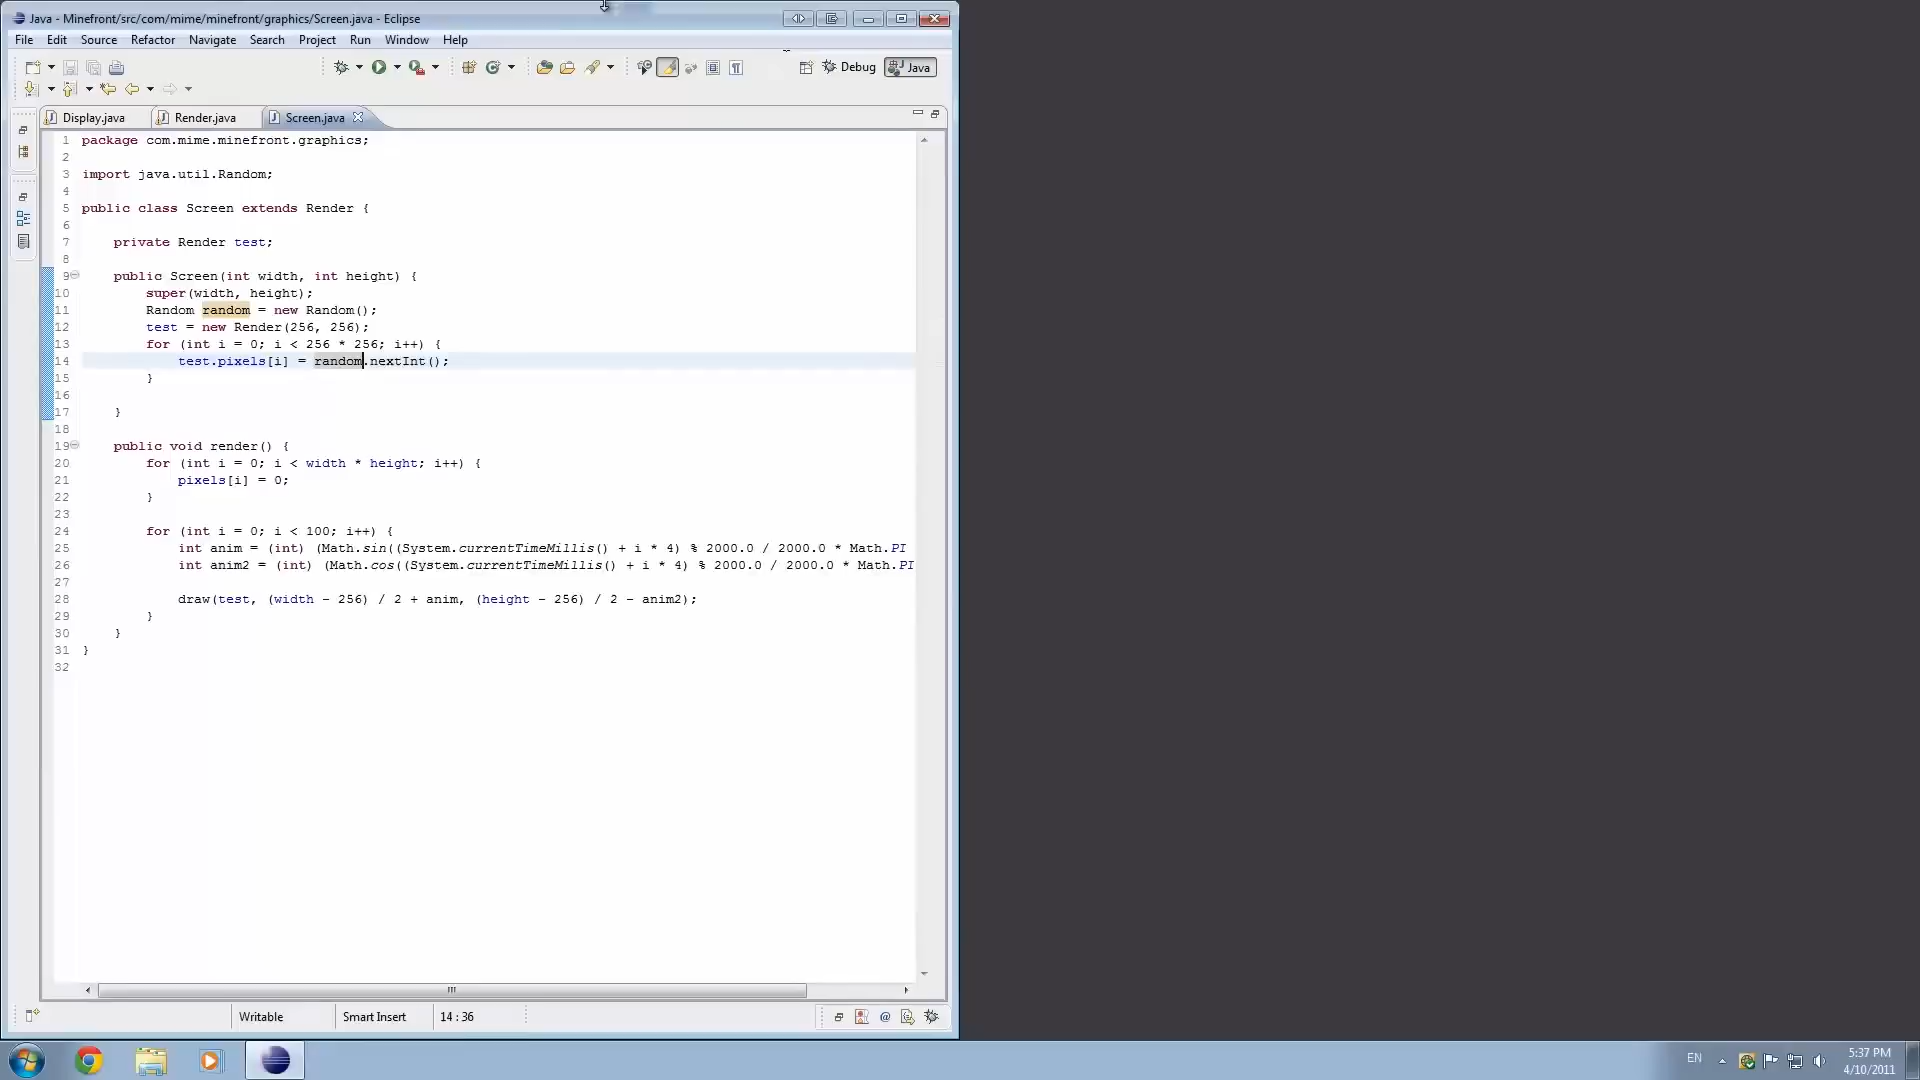 Java - Minefront/src/com/mime/minefront/graphics/Screen.java - Eclipse
File Edit Source Refactor Navigate Search Project Run Window Help
Debug Java
Display.java Render.java Screen.java
1 package com.mime.minefront.graphics;
2
3 import java.util.Random;
4
5 public class Screen extends Render {
6
7 private Render test;
8
9 public Screen(int width, int height) {
10 super(width, height);
11 Random random = new Random();
12 test = new Render(256, 256);
13 for (int i = 0; i < 256 * 256; i++) {
14 test.pixels[i] = random.nextInt();
15 }
16
17 }
18
19 public void render() {
20 for (int i = 0; i < width * height; i++) {
21 pixels[i] = 0;
22 }
23
24 for (int i = 0; i < 100; i++) {
25 int anim = (int) (Math.sin((System.currentTimeMillis() + i * 4) % 2000.0 / 2000.0 * Math.PI
26 int anim2 = (int) (Math.cos((System.currentTimeMillis() + i * 4) % 2000.0 / 2000.0 * Math.PI
27
28 draw(test, (width - 256) / 2 + anim, (height - 256) / 2 - anim2);
29 }
30 }
31 }
32
Writable Smart Insert 14 : 36
EN 5:37 PM
4/10/2011